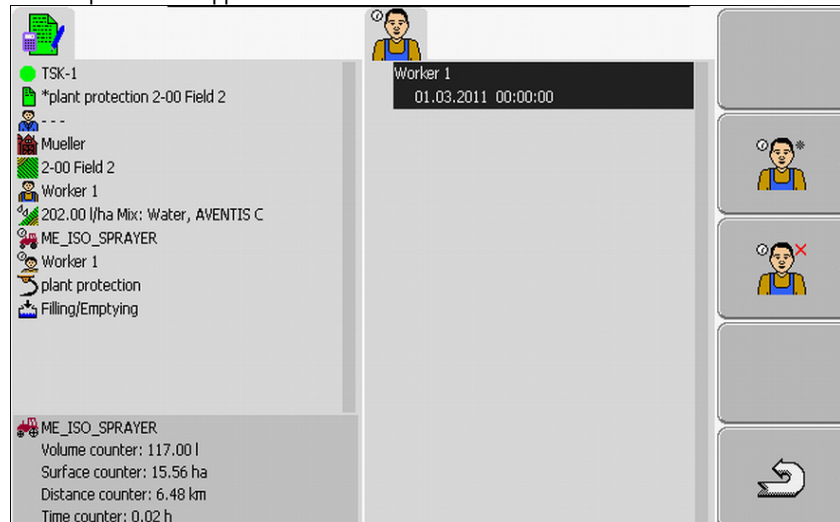 TSK-1
*plant protection 2-00 Field 2
---
Mueller
2-00 Field 2
Worker 1
202.00 l/ha Mix: Water, AVENTIS C
ME_ISO_SPRAYER
Worker 1
plant protection
Filling/Emptying
ME_ISO_SPRAYER
Volume counter: 117.00 l
Surface counter: 15.56 ha
Distance counter: 6.48 km
Time counter: 0.02 h
Worker 1
01.03.2011 00:00:00